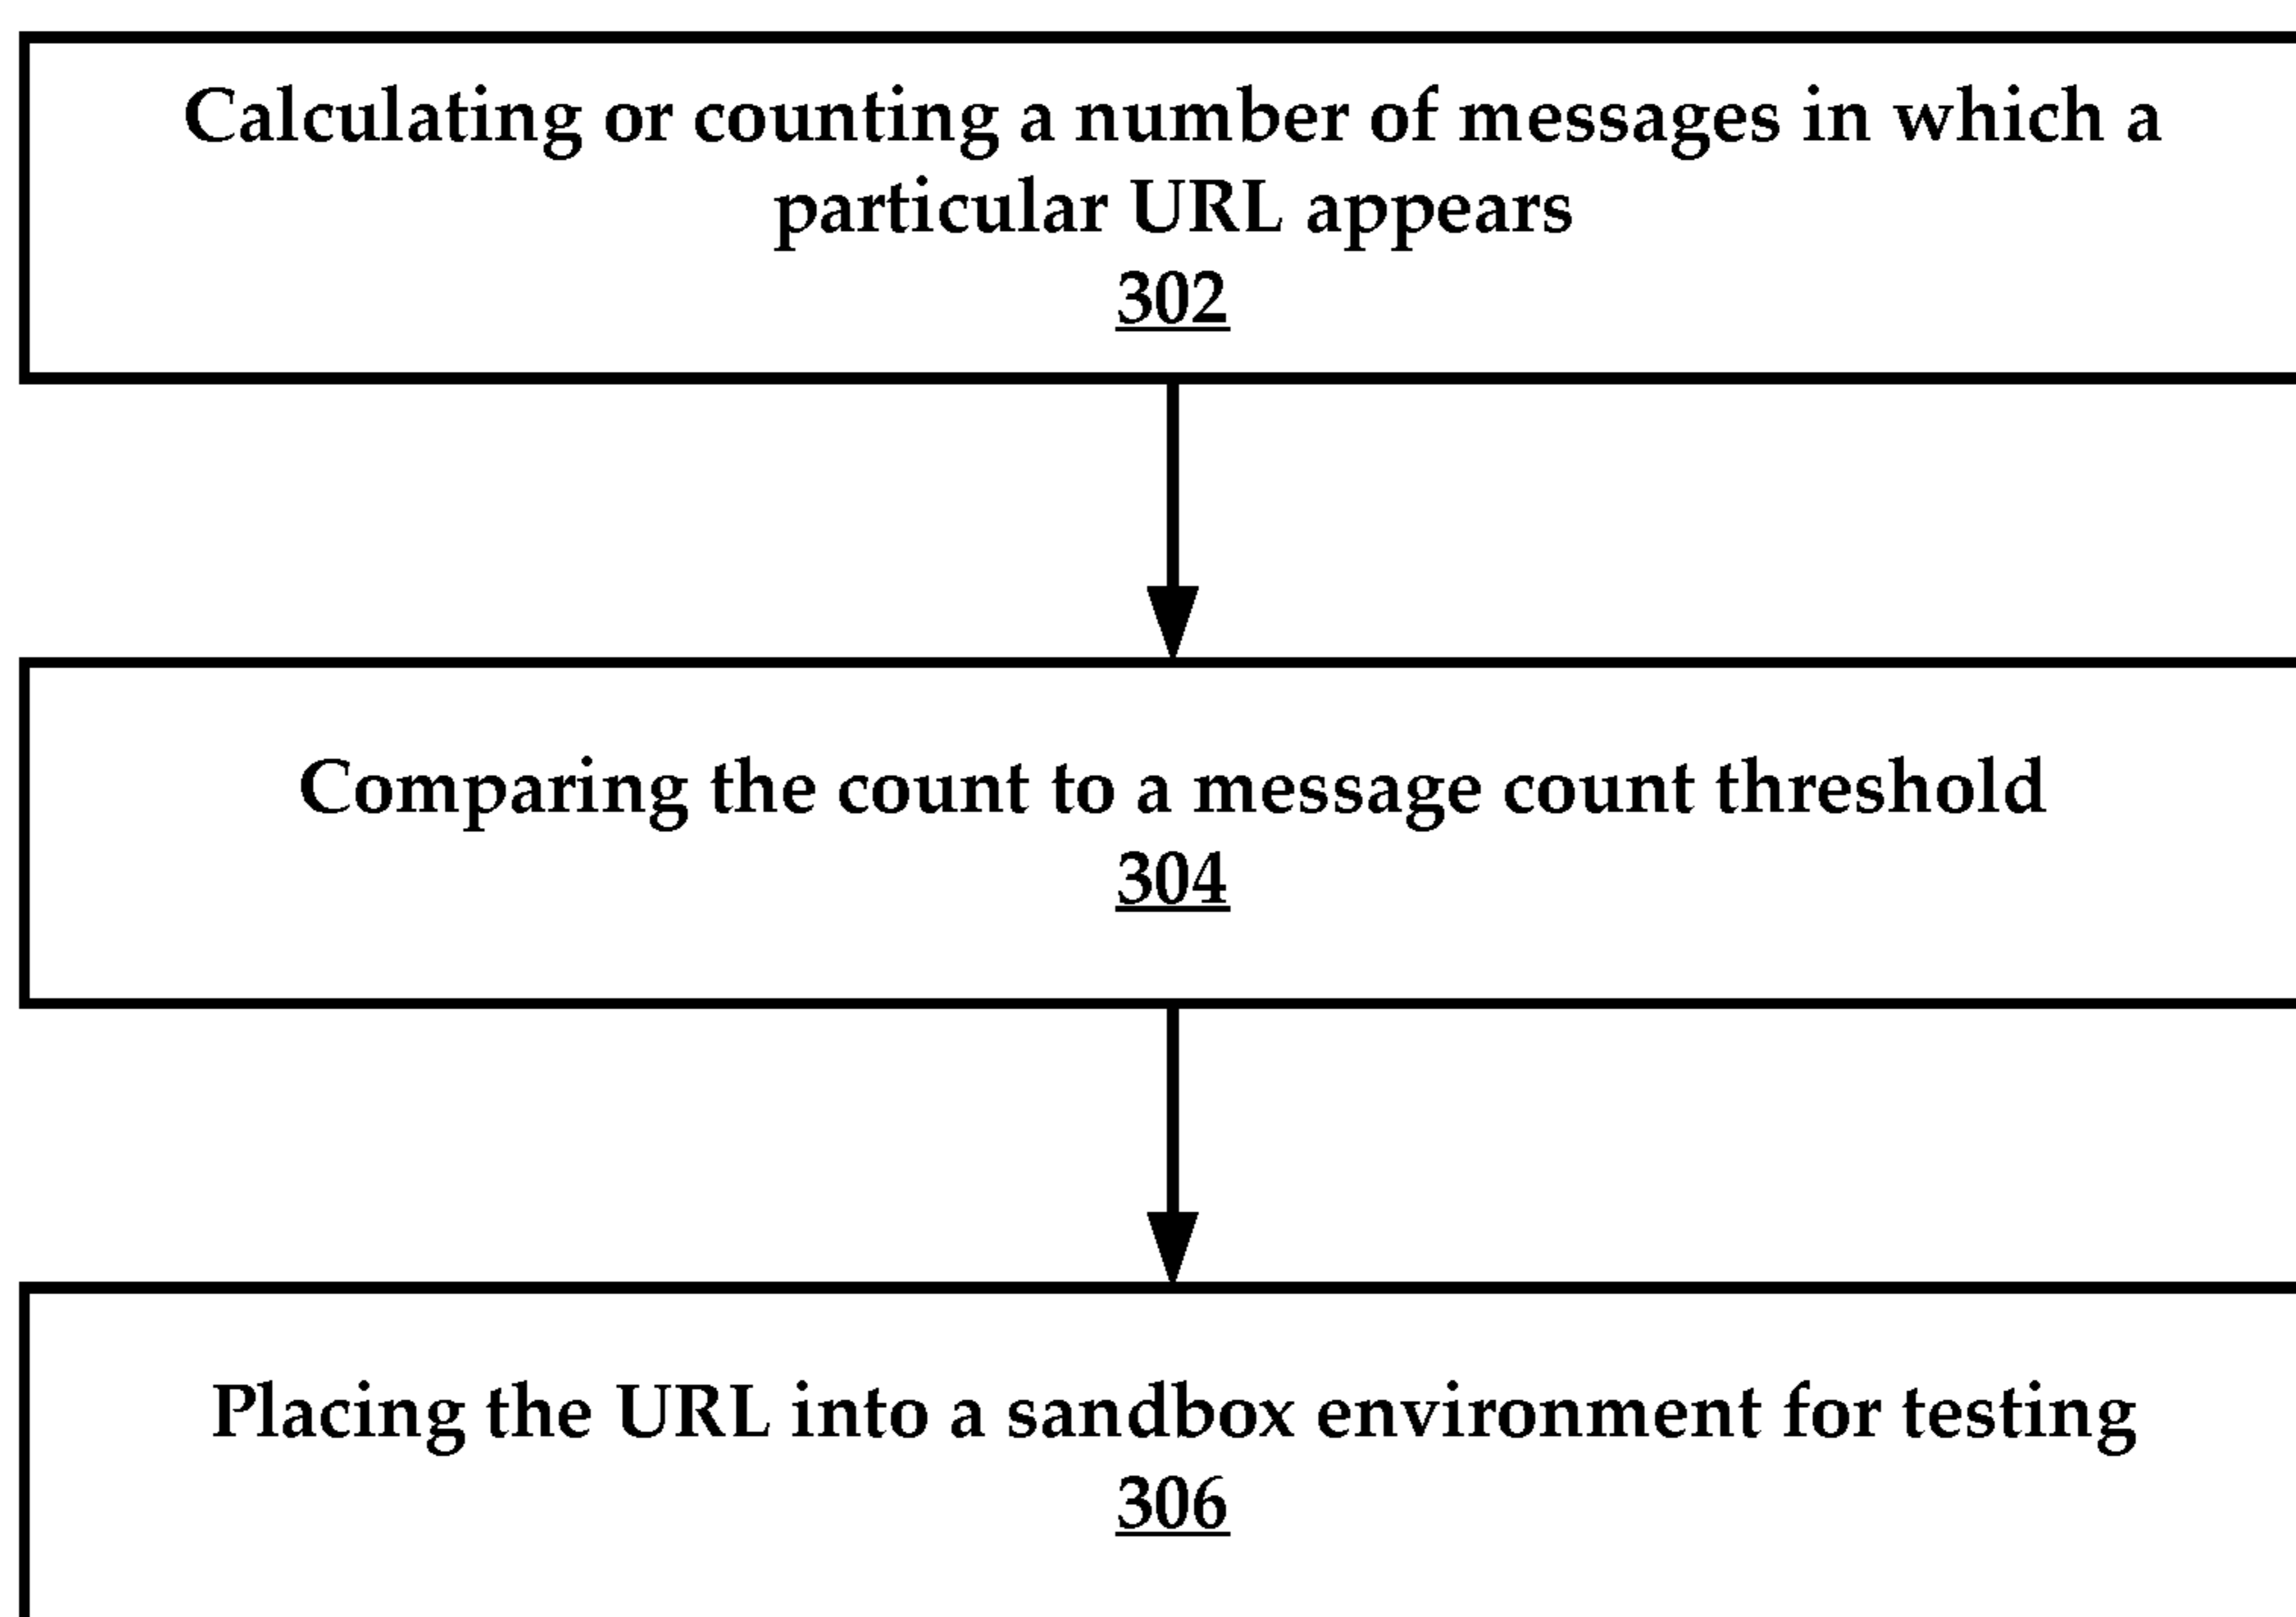 Calculating or counting a number of messages in which a
particular URL appears
302
Comparing the count to a message count threshold
304
Placing the URL into a sandbox environment for testing
306